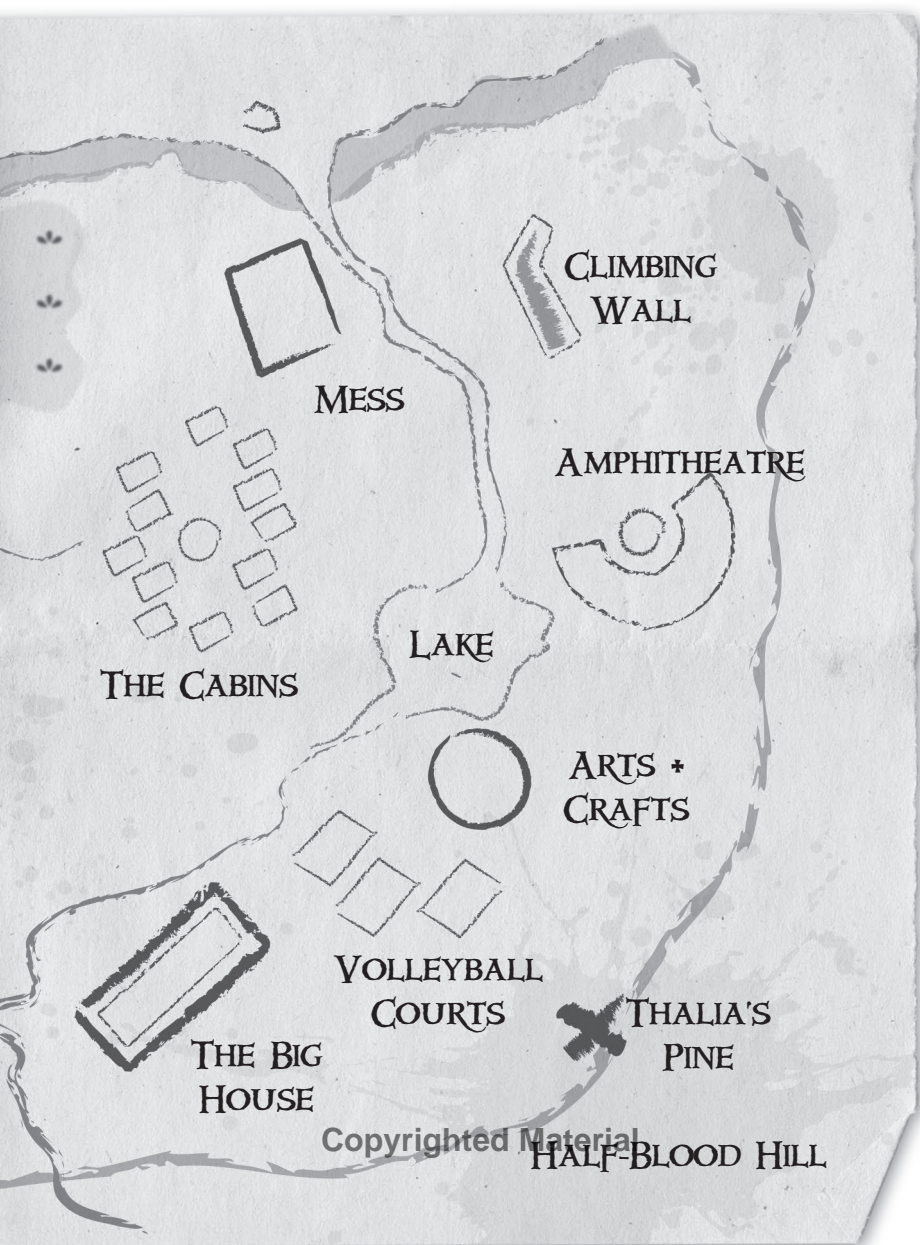 Climbing
Wall
Mess
Amphitheatre
Lake
The Cabins
Arts +
Crafts
Volleyball
Courts
Thalia's
Pine
The Big
House
Copyrighted Material
Half-Blood Hill